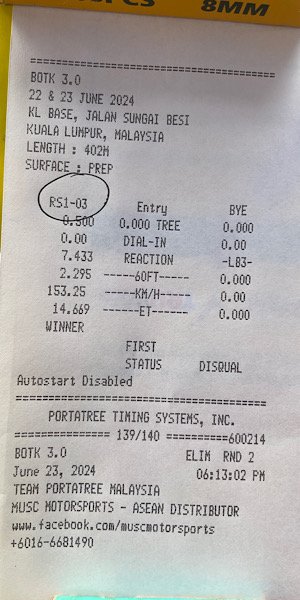 8MM
BOTK 3.0
22 & 23 JUNE 2024
KL BASE, JALAN SUNGAI BESI
KUALA LUMPUR, MALAYSIA
LENGTH : 402M
SURFACE : PREP
RS1-03 Entry BYE
0.500 0.000 TREE 0.000
0.00 DIAL-IN 0.00
7.433 REACTION -L83-
2.295 -----60FT----- 0.000
153.25 -----KM/H----- 0.00
14.669 ------ET------ 0.000
WINNER
FIRST
STATUS DISQUAL
Autostart Disabled
PORTATREE TIMING SYSTEMS, INC.
================ 139/140 ==========600214
BOTK 3.0 ELIM RND 2
June 23, 2024 06:13:02 PM
TEAM PORTATREE MALAYSIA
MUSC MOTORSPORTS - ASEAN DISTRIBUTOR
www.facebook.com/muscmotorsports
+6016-6681490